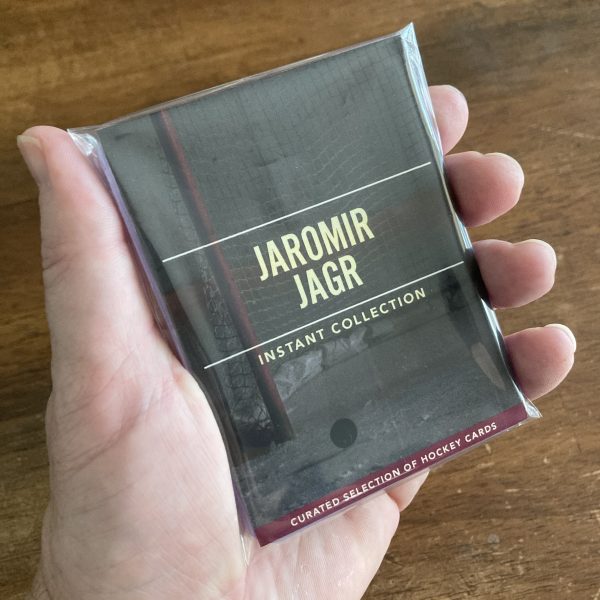 JAROMIR
JAGR
INSTANT COLLECTION
CURATED SELECTION OF HOCKEY CARDS